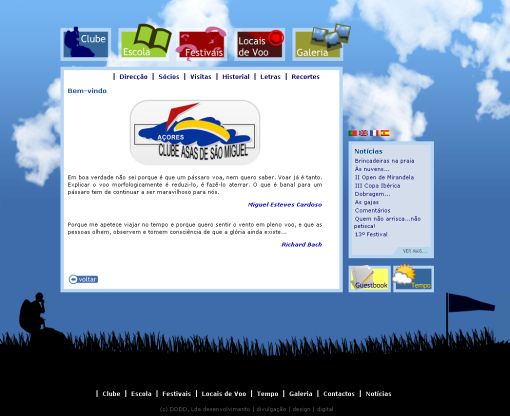 Clube
Escola
Festivais
Locais
de Voo
Galeria
| Direcção | Sócios | Visitas | Historial | Letras | Recortes
Bem-vindo
AÇORES
CLUBE ASAS DE SÃO MIGUEL
Em boa verdade não sei porque é que um pássaro voa, nem quero saber. Voar já é tanto.
Explicar o voo morfologicamente é reduzi-lo, é fazê-lo aterrar. O que é banal para um
pássaro tem de continuar a ser maravilhoso para nós.
Miguel Esteves Cardoso
Porque me apetece viajar no tempo e porque quero sentir o vento em pleno voo, e que as
pessoas olhem, observem e tomem consciência de que a glória ainda existe...
Richard Bach
voltar
Notícias
Brincadeiras na praia
Ás nuvens...
II Open de Mirandela
III Copa Ibérica
Dobragem...
As gajas
Comentários
Quem não arrisca...não
petisca!
13º Festival
VER MAIS...
Guestbook
Tempo
| Clube | Escola | Festivais | Locais de Voo | Tempo | Galeria | Contactos | Notícias
(c) DDDD, Lda desenvolvimento | divulgação | design | digital